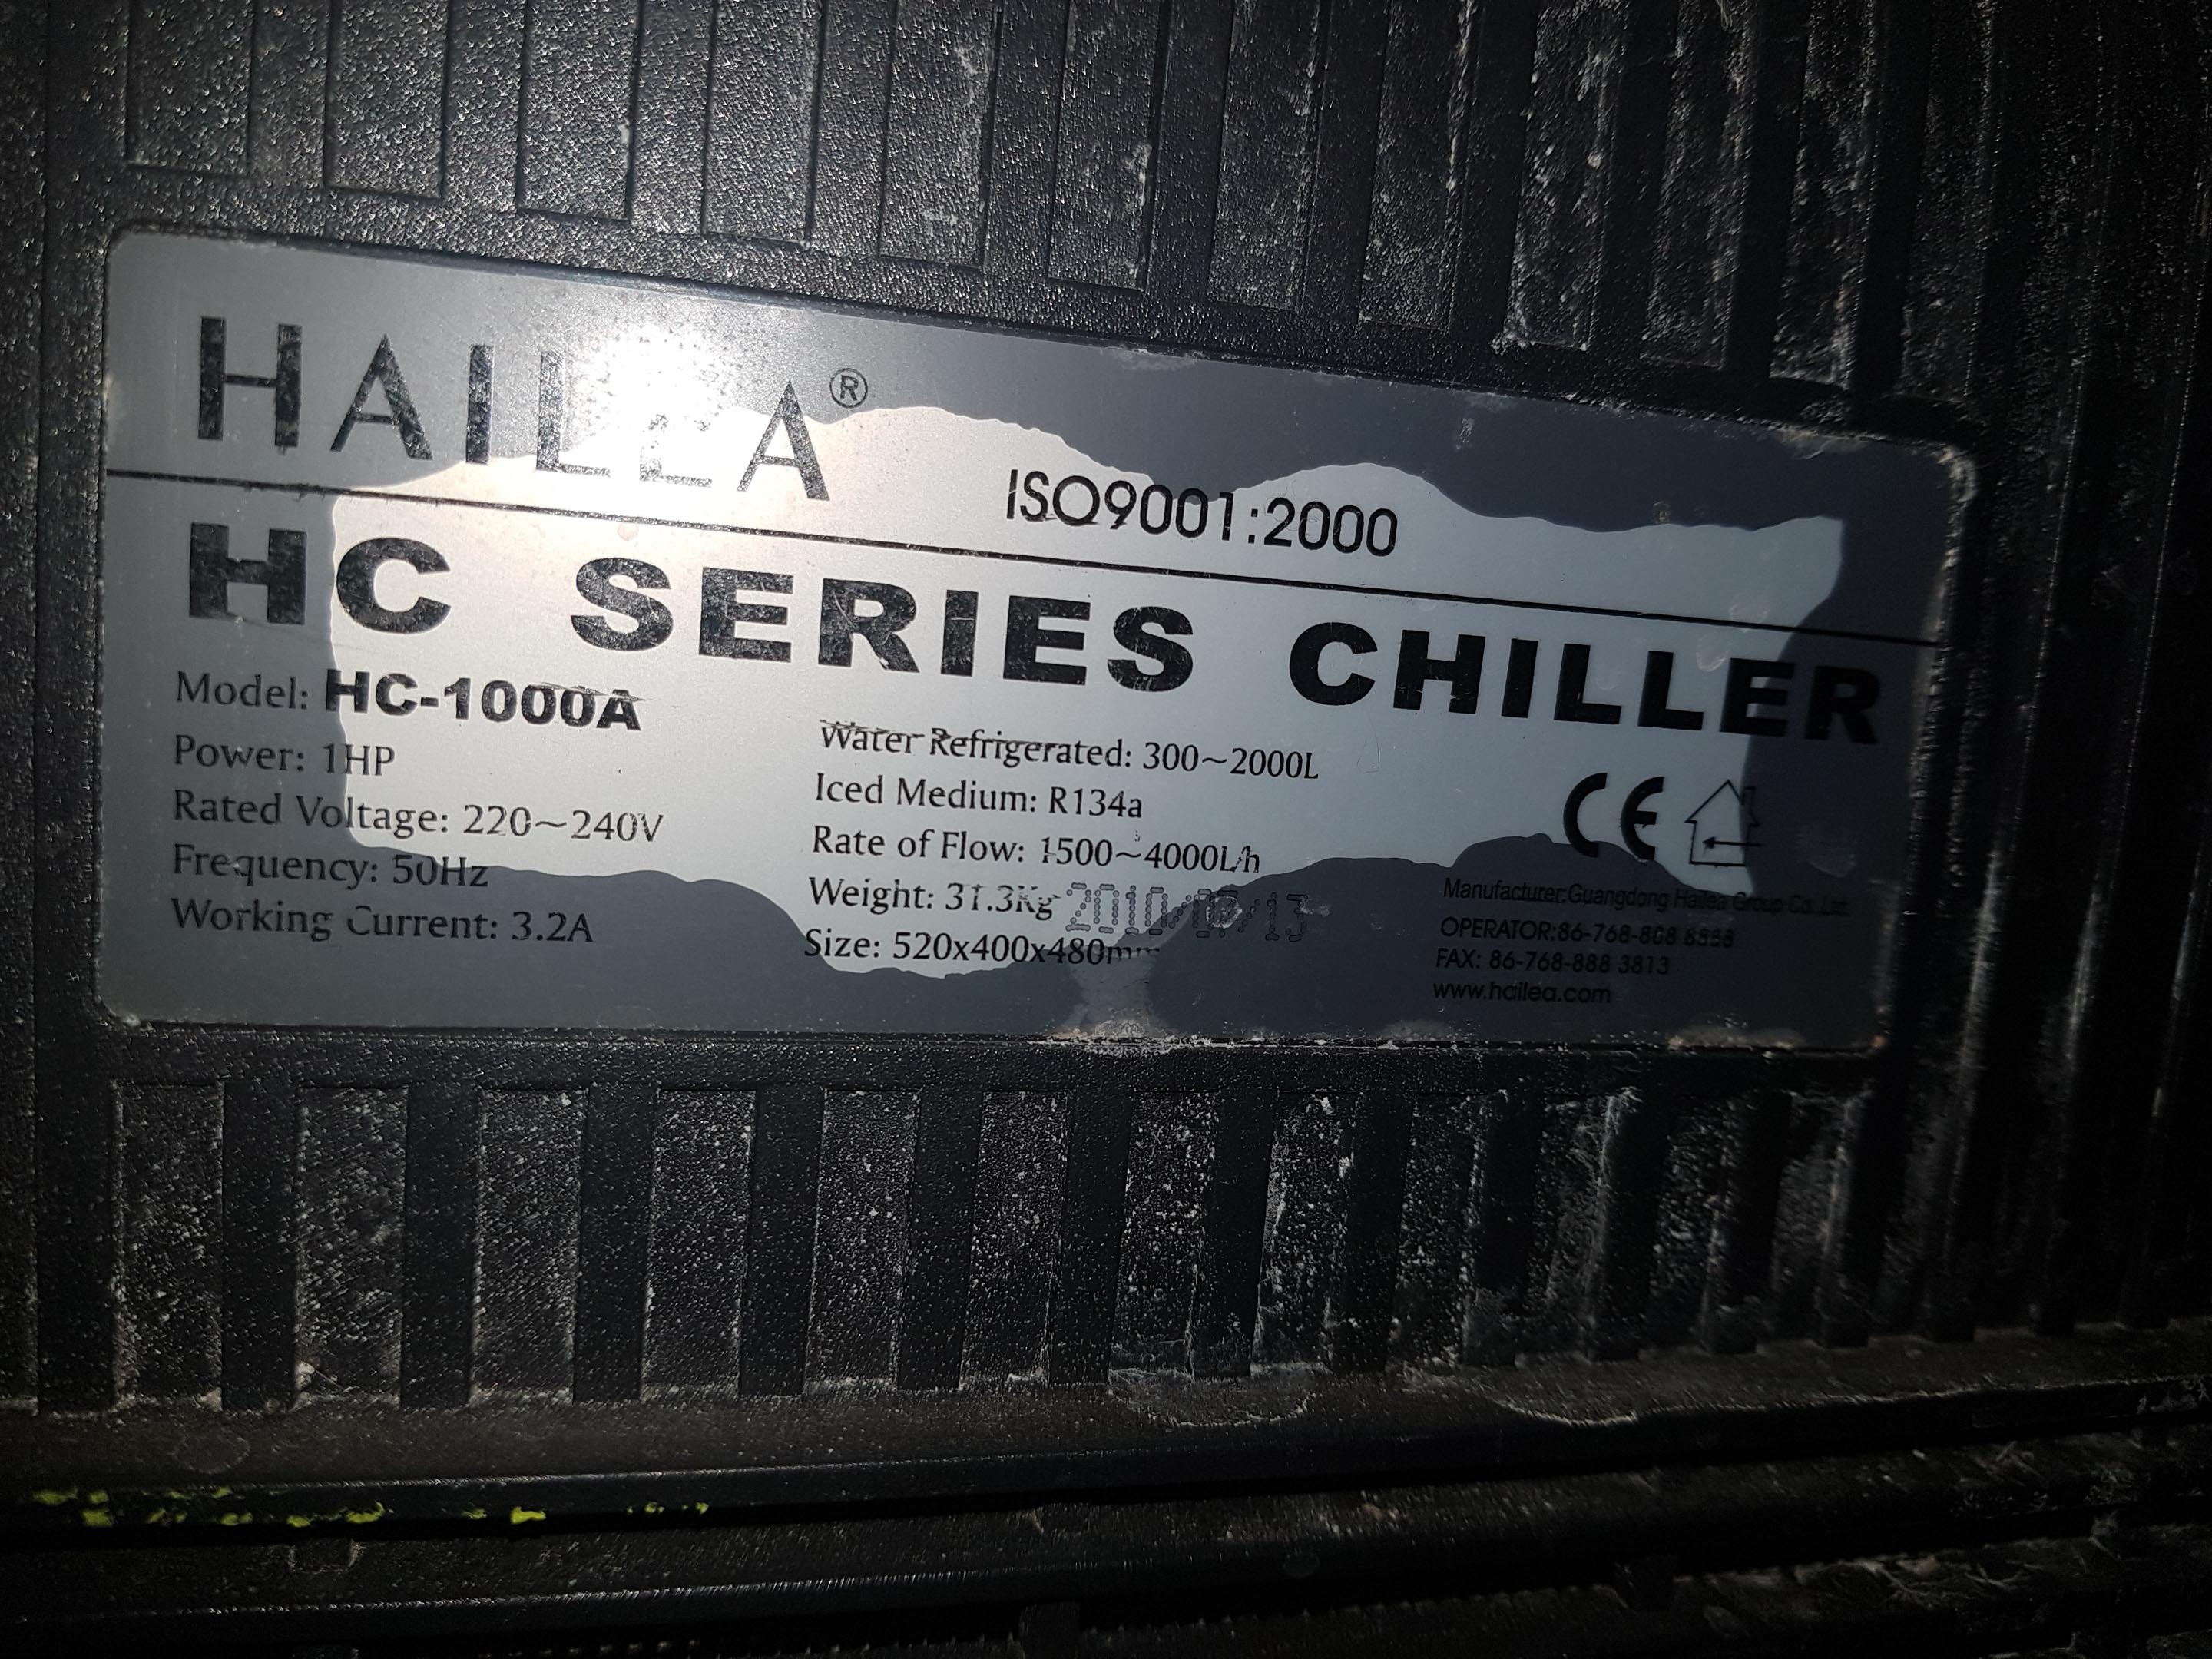 HAILEA®
ISO9001:2000
HC SERIES CHILLER
Model: HC-1000A
Power: 1HP
Rated Voltage: 220~240V
Frequency: 50Hz
Working Current: 3.2A
Water Refrigerated: 300~2000L
Iced Medium: R134a
Rate of Flow: 1500~4000L/h
Weight: 31.3Kg
Size: 520x400x480mm
CE
Manufacturer:Guangdong Hailea Group Co.,Ltd.
OPERATOR:86-768-808 8888
FAX: 86-768-888 3813
www.hailea.com